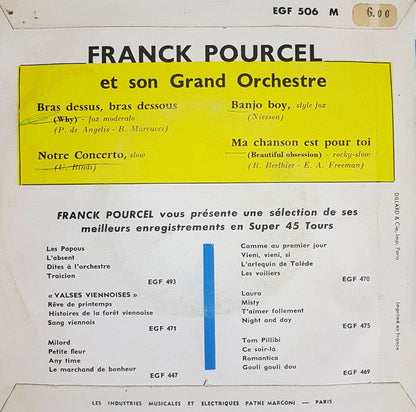 EGF 506 M
6.00
FRANCK POURCEL
et son Grand Orchestre
Bras dessus, bras dessous
(Why) - fox moderato
(P. de Angelis - B. Marcucci)
Banjo boy, style fox
(Niessen)
Notre Concerto, slow
(U. Bindi)
Ma chanson est pour toi
(Beautiful obsession) - rocky-slow
(R. Berthier - E. A. Freeman)
FRANCK POURCEL vous présente une sélection de ses
meilleurs enregistrements en Super 45 Tours
Les Papous
L'absent
Dites à l'orchestre
Traicion
EGF 493
« VALSES VIENNOISES »
Rêve de printemps
Histoires de la forêt viennoise
Sang viennois
EGF 471
Milord
Petite fleur
Any time
Le marchand de bonheur
EGF 447
Comme au premier jour
Vieni, vieni, si
L'arlequin de Tolède
Les voiliers
EGF 470
Laura
Misty
T'aimer follement
Night and day
EGF 475
Tom Pillibi
Ce soir-là
Romantica
Gouli gouli dou
EGF 469
DILLARD & Cie, Imp. Paris
Imprimé en France
LES INDUSTRIES MUSICALES ET ELECTRIQUES PATHE MARCONI — PARIS